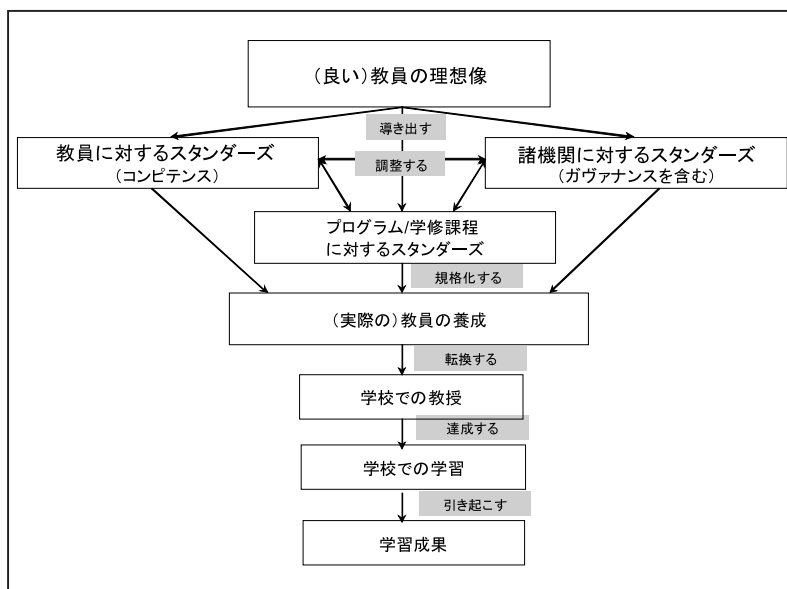 （良い）教員の理想像
導き出す
教員に対するスタンダーズ
（コンピテンス）
調整する
諸機関に対するスタンダーズ
（ガヴァナンスを含む）
プログラム/学修課程
に対するスタンダーズ
規格化する
（実際の）教員の養成
転換する
学校での教授
達成する
学校での学習
引き起こす
学習成果